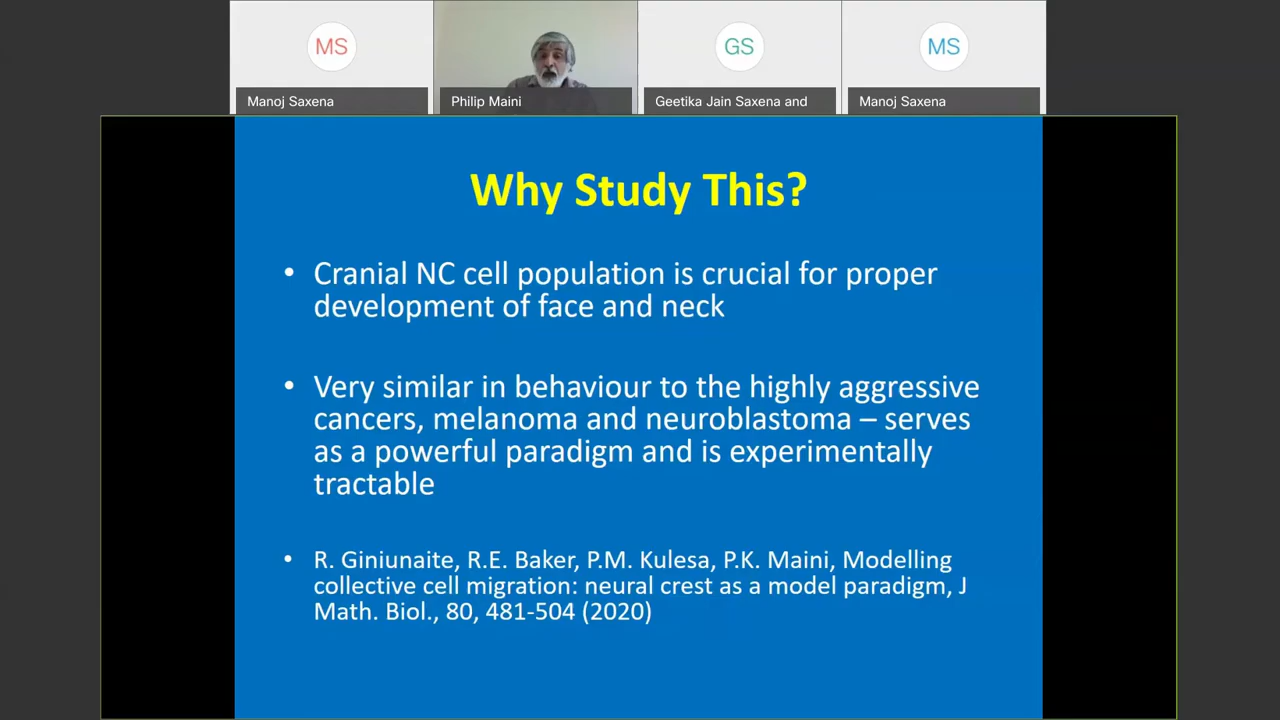 MS
GS
MS
Manoj Saxena
Philip Maini
Geetika Jain Saxena and
Manoj Saxena
Why Study This?
• Cranial NC cell population is crucial for proper
development of face and neck
• Very similar in behaviour to the highly aggressive
cancers, melanoma and neuroblastoma – serves
as a powerful paradigm and is experimentally
tractable
• R. Giniunaite, R.E. Baker, P.M. Kulesa, P.K. Maini, Modelling
collective cell migration: neural crest as a model paradigm, J
Math. Biol., 80, 481-504 (2020)